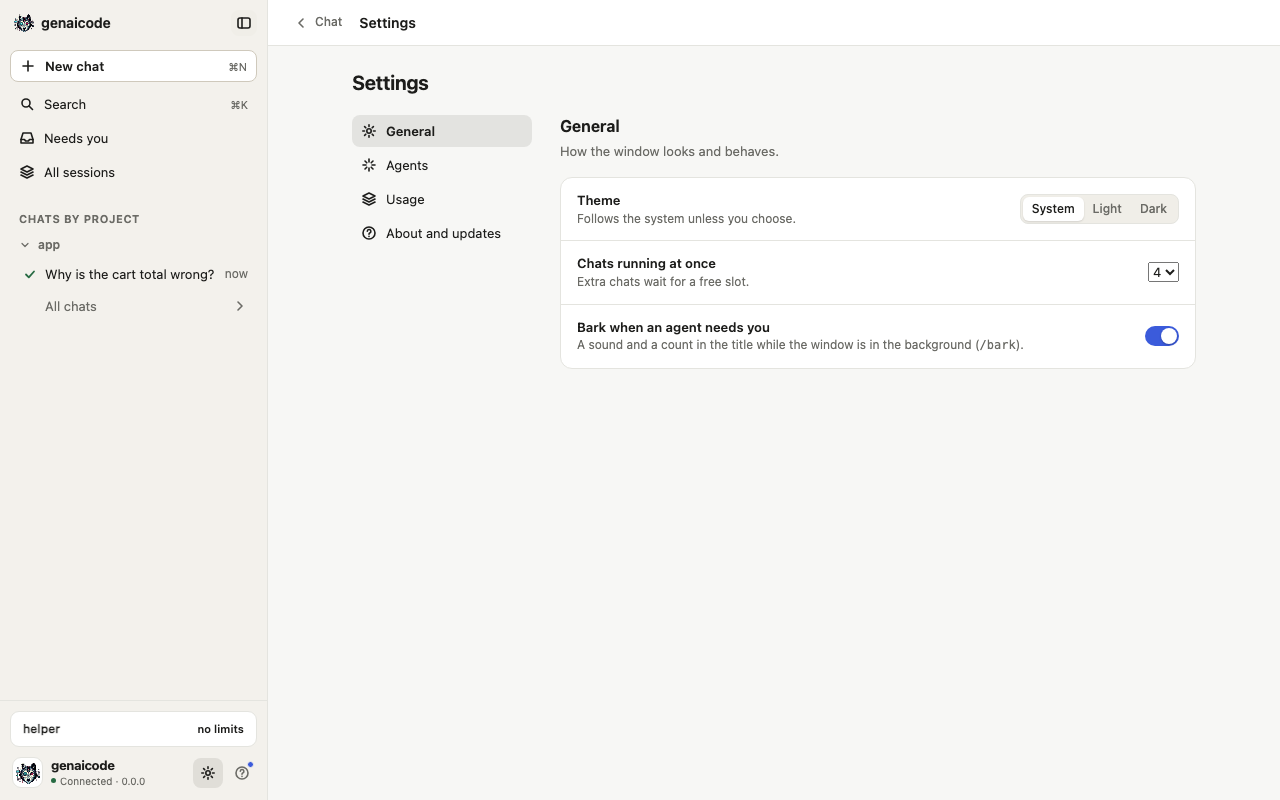 genaicode
New chat ⌘N
Search ⌘K
Needs you
All sessions
CHATS BY PROJECT
app
Why is the cart total wrong? now
All chats
helper no limits
genaicode
Connected · 0.0.0
Chat Settings
Settings
General
Agents
Usage
About and updates
General
How the window looks and behaves.
Theme
Follows the system unless you choose.
System Light Dark
Chats running at once
Extra chats wait for a free slot.
4
Bark when an agent needs you
A sound and a count in the title while the window is in the background (/bark).